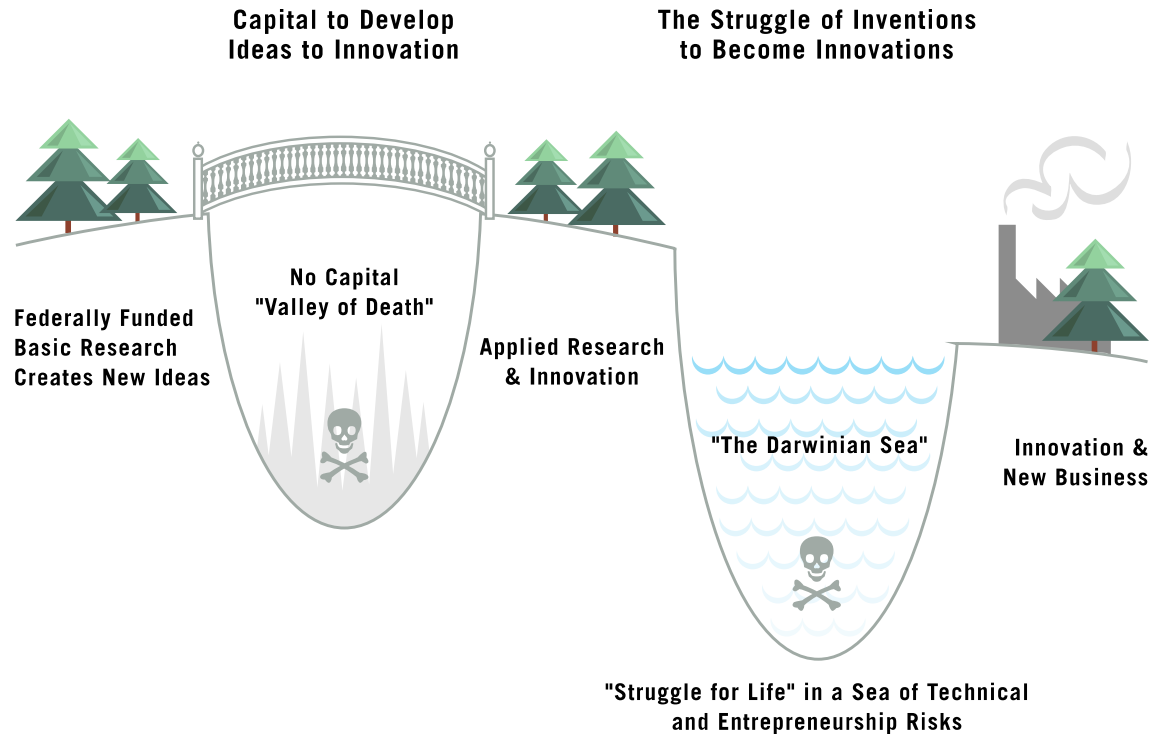 Capital to Develop
Ideas to Innovation
The Struggle of Inventions
to Become Innovations
No Capital
"Valley of Death"
Federally Funded
Basic Research
Creates New Ideas
Applied Research
& Innovation
"The Darwinian Sea"
Innovation &
New Business
"Struggle for Life" in a Sea of Technical
and Entrepreneurship Risks